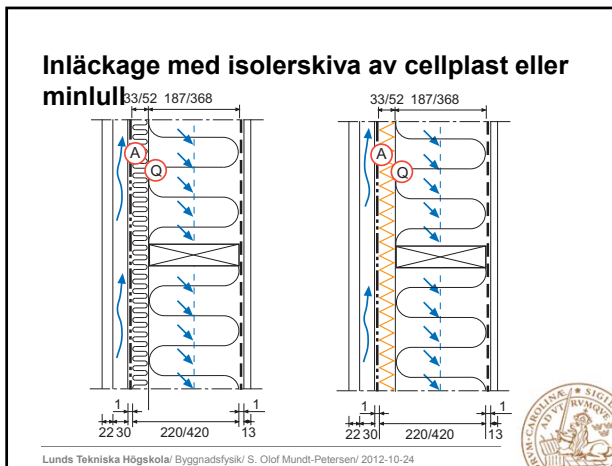 Inläckage med isolerskiva av cellplast eller
minlull
33/52 187/368
33/52 187/368
A
Q
A
Q
1
1
22 30
220/420
13
1
1
22 30
220/420
13
Lunds Tekniska Högskola/ Byggnadsfysik/ S. Olof Mundt-Petersen/ 2012-10-24